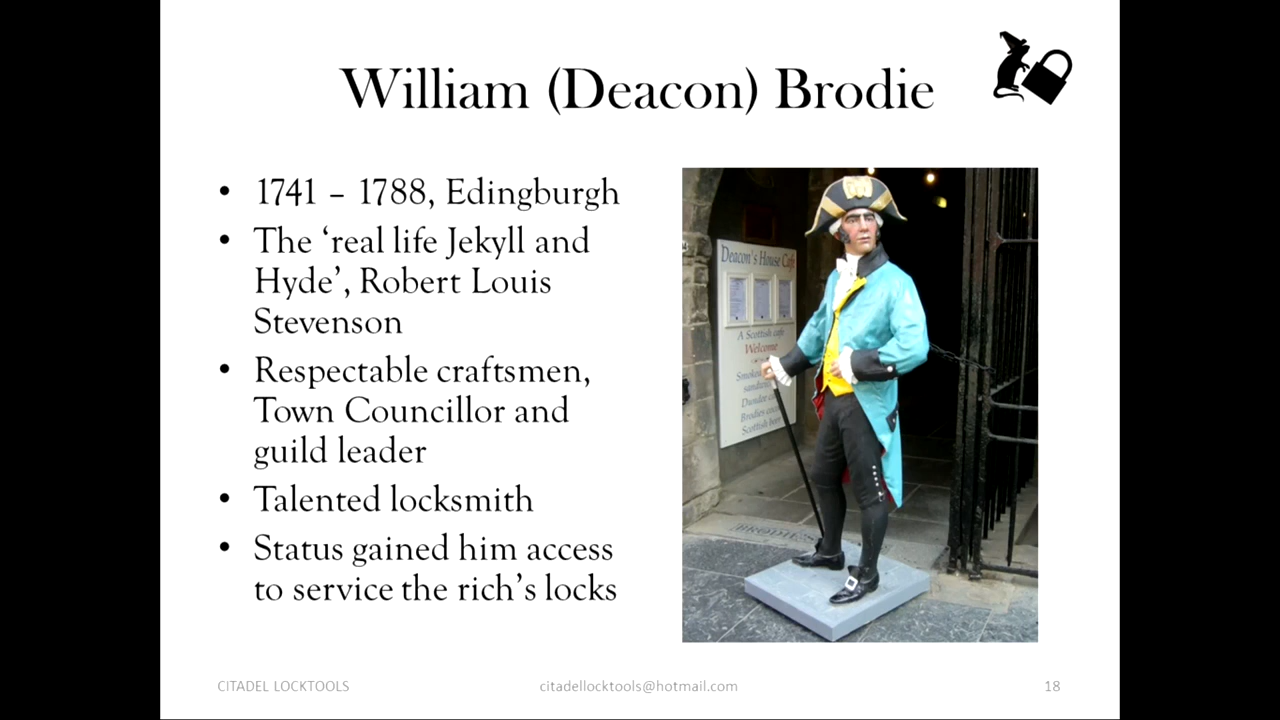 William (Deacon) Brodie
• 1741 – 1788, Edingburgh
• The ‘real life Jekyll and
Hyde’, Robert Louis
Stevenson
• Respectable craftsmen,
Town Councillor and
guild leader
• Talented locksmith
• Status gained him access
to service the rich’s locks
Deacon's House Cafe
A Scottish cafe
Welcome
BRODIE'S
CITADEL LOCKTOOLS
citadellocktools@hotmail.com
18